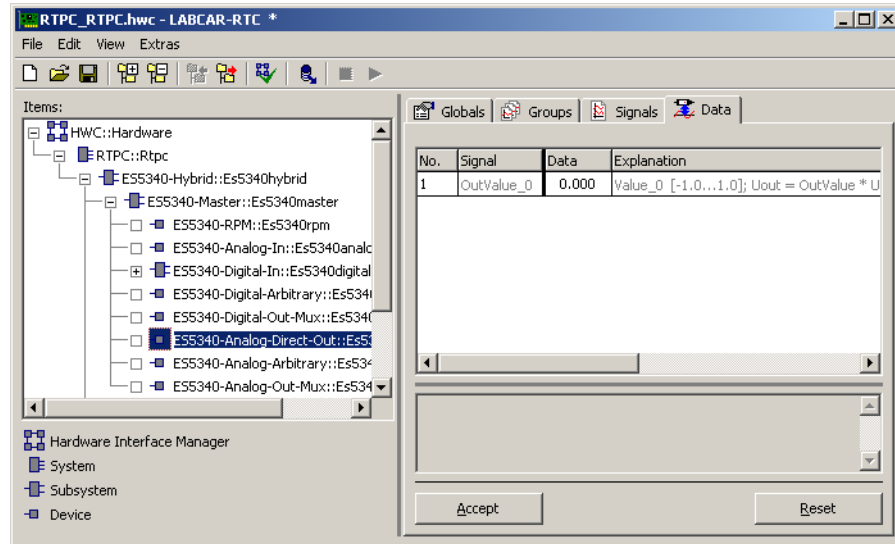 RTPC_RTPC.hwc - LABCAR-RTC *
File Edit View Extras
Items:
HWC::Hardware
RTPC::Rtpc
ES5340-Hybrid::Es5340hybrid
ES5340-Master::Es5340master
ES5340-RPM::Es5340rpm
ES5340-Analog-In::Es5340analo
ES5340-Digital-In::Es5340digital
ES5340-Digital-Arbitrary::Es534
ES5340-Digital-Out-Mux::Es534
ES5340-Analog-Direct-Out::Es5
ES5340-Analog-Arbitrary::Es534
ES5340-Analog-Out-Mux::Es534
Hardware Interface Manager
System
Subsystem
Device
Globals Groups Signals Data
No. Signal Data Explanation
1 OutValue_0 0.000 Value_0 [-1.0...1.0]; Uout = OutValue * U
Accept Reset